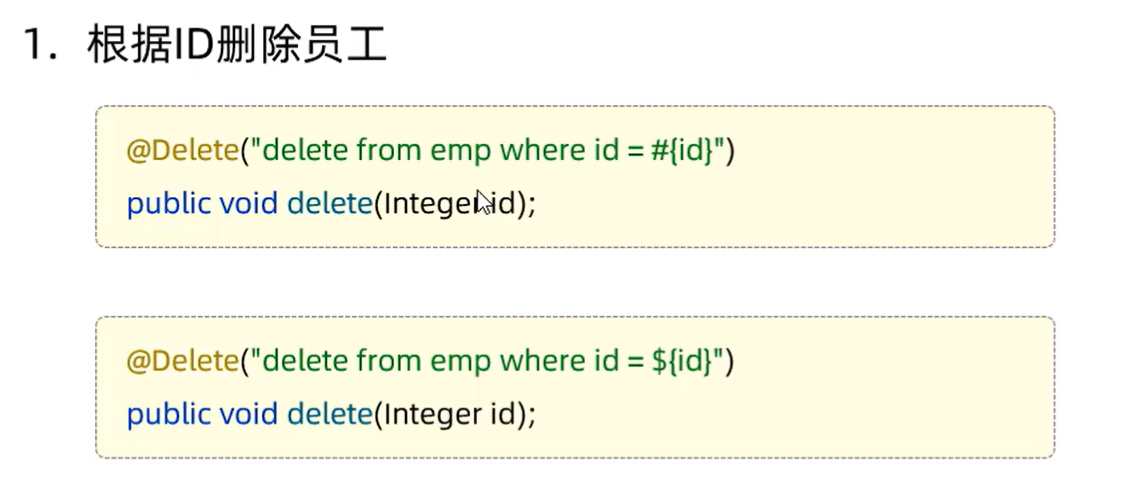 1. 根据ID删除员工
@Delete("delete from emp where id = #{id}")
public void delete(Integer id);
@Delete("delete from emp where id = ${id}")
public void delete(Integer id);